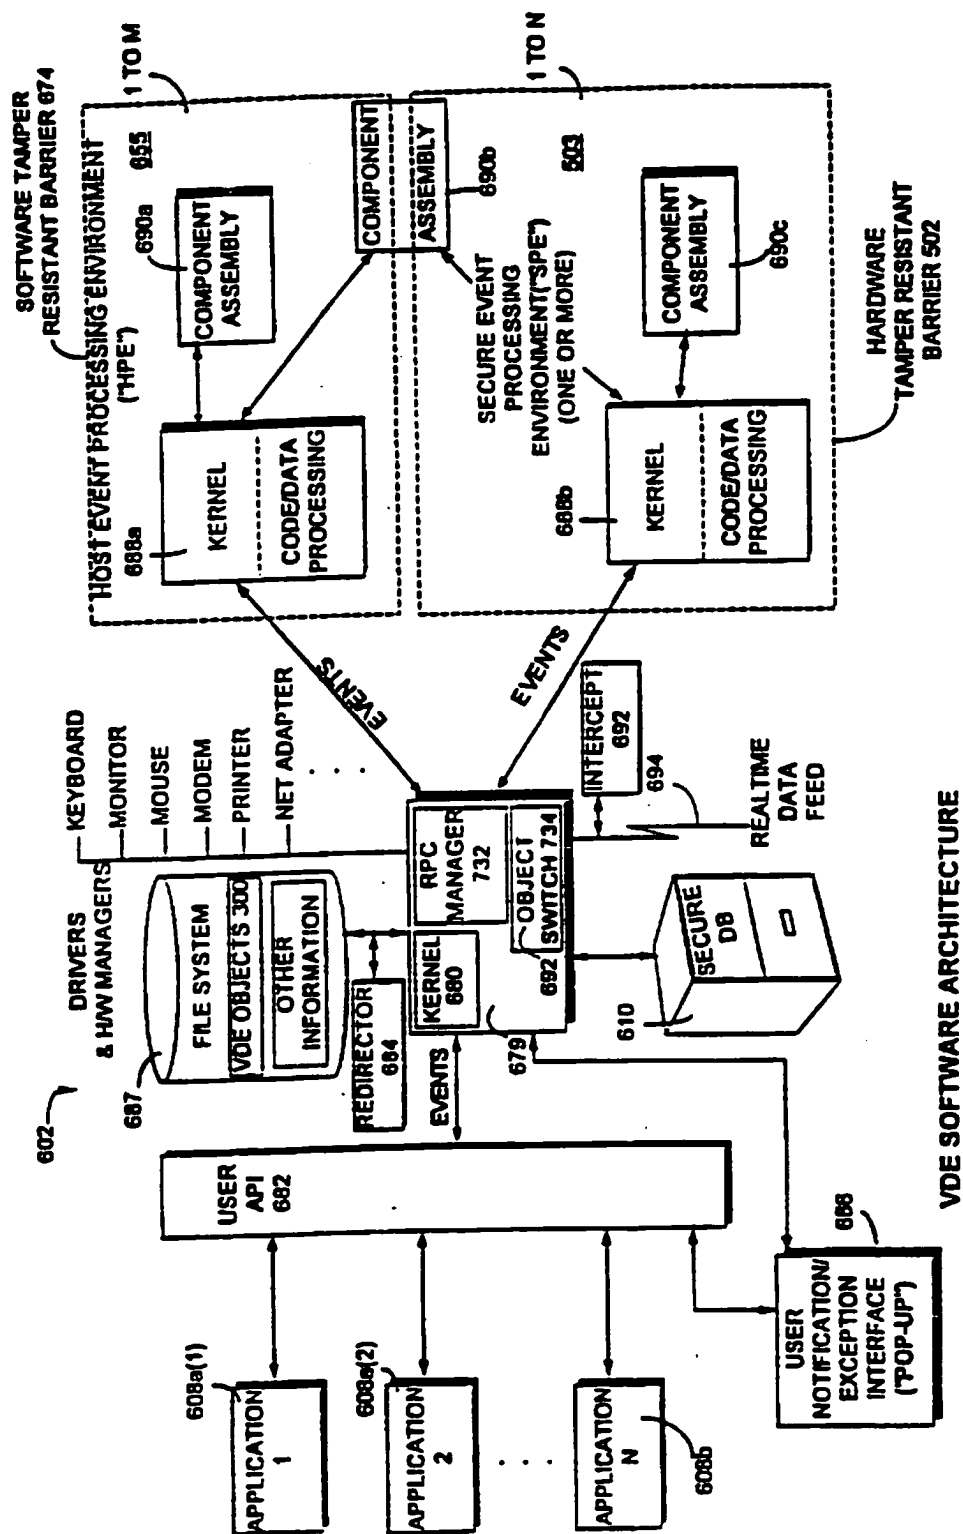 602
DRIVERS
& H/W MANAGERS
KEYBOARD
MONITOR
MOUSE
MODEM
PRINTER
NET ADAPTER
. . .
SOFTWARE TAMPER
RESISTANT BARRIER 674
HOST EVENT PROCESSING ENVIRONMENT
("HPE")
655
1 TO M
688a
KERNEL
CODE/DATA
PROCESSING
690a
COMPONENT
ASSEMBLY
COMPONENT
ASSEMBLY
690b
SECURE EVENT
PROCESSING
ENVIRONMENT("SPE")
(ONE OR MORE)
503
1 TO N
688b
KERNEL
CODE/DATA
PROCESSING
COMPONENT
ASSEMBLY
690c
HARDWARE
TAMPER RESISTANT
BARRIER 502
687
FILE SYSTEM
VDE OBJECTS 300
OTHER
INFORMATION
REDIRECTOR
684
EVENTS
EVENTS
EVENTS
KERNEL
680
RPC
MANAGER
732
692
OBJECT
SWITCH 734
679
INTERCEPT
692
694
REALTIME
DATA
FEED
610
SECURE
DB
USER
API
682
608a(1)
APPLICATION
1
608a(2)
APPLICATION
2
. . . .
APPLICATION
N
608b
686
USER
NOTIFICATION/
EXCEPTION
INTERFACE
("POP-UP")
VDE SOFTWARE ARCHITECTURE